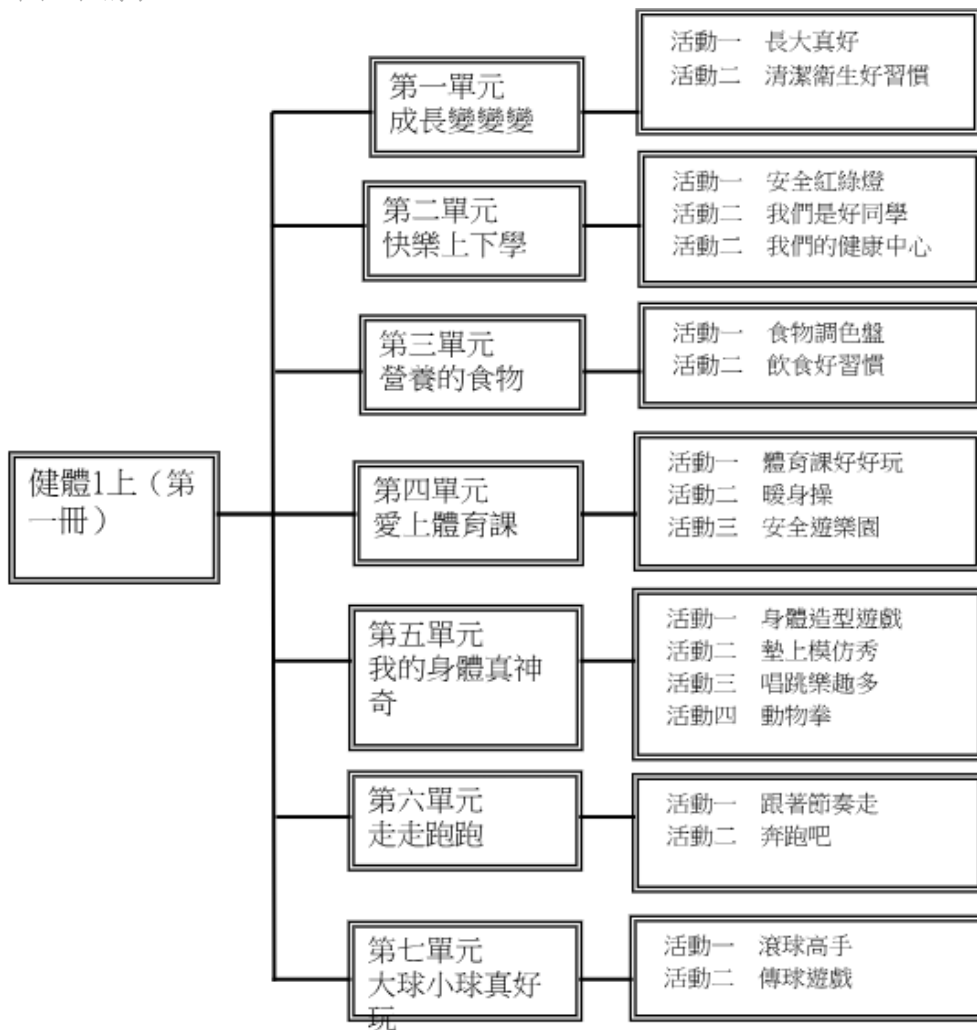 健體1上（第
一冊）
第一單元
成長變變變
活動一　長大真好
活動二　清潔衛生好習慣
第二單元
快樂上下學
活動一　安全紅綠燈
活動二　我們是好同學
活動二　我們的健康中心
第三單元
營養的食物
活動一　食物調色盤
活動二　飲食好習慣
第四單元
愛上體育課
活動一　體育課好好玩
活動二　暖身操
活動三　安全遊樂園
第五單元
我的身體真神
奇
活動一　身體造型遊戲
活動二　墊上模仿秀
活動三　唱跳樂趣多
活動四　動物拳
第六單元
走走跑跑
活動一　跟著節奏走
活動二　奔跑吧
第七單元
大球小球真好
玩
活動一　滾球高手
活動二　傳球遊戲